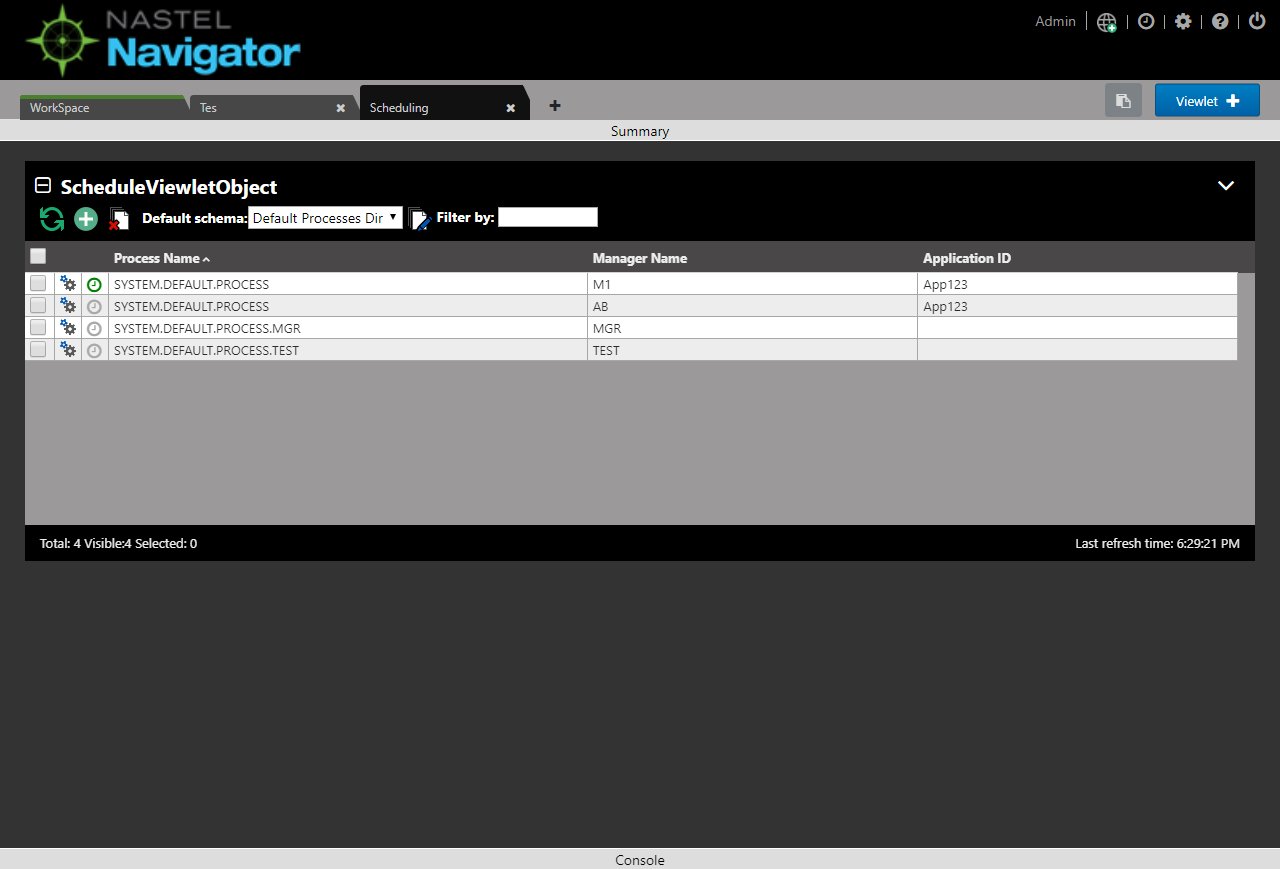 NASTEL
Navigator
Admin
WorkSpace Tes Scheduling Viewlet
Summary
ScheduleViewletObject
Default schema: Default Processes Dir Filter by:
Process Name Manager Name Application ID
SYSTEM.DEFAULT.PROCESS M1 App123
SYSTEM.DEFAULT.PROCESS AB App123
SYSTEM.DEFAULT.PROCESS.MGR MGR
SYSTEM.DEFAULT.PROCESS.TEST TEST
Total: 4 Visible:4 Selected: 0 Last refresh time: 6:29:21 PM
Console